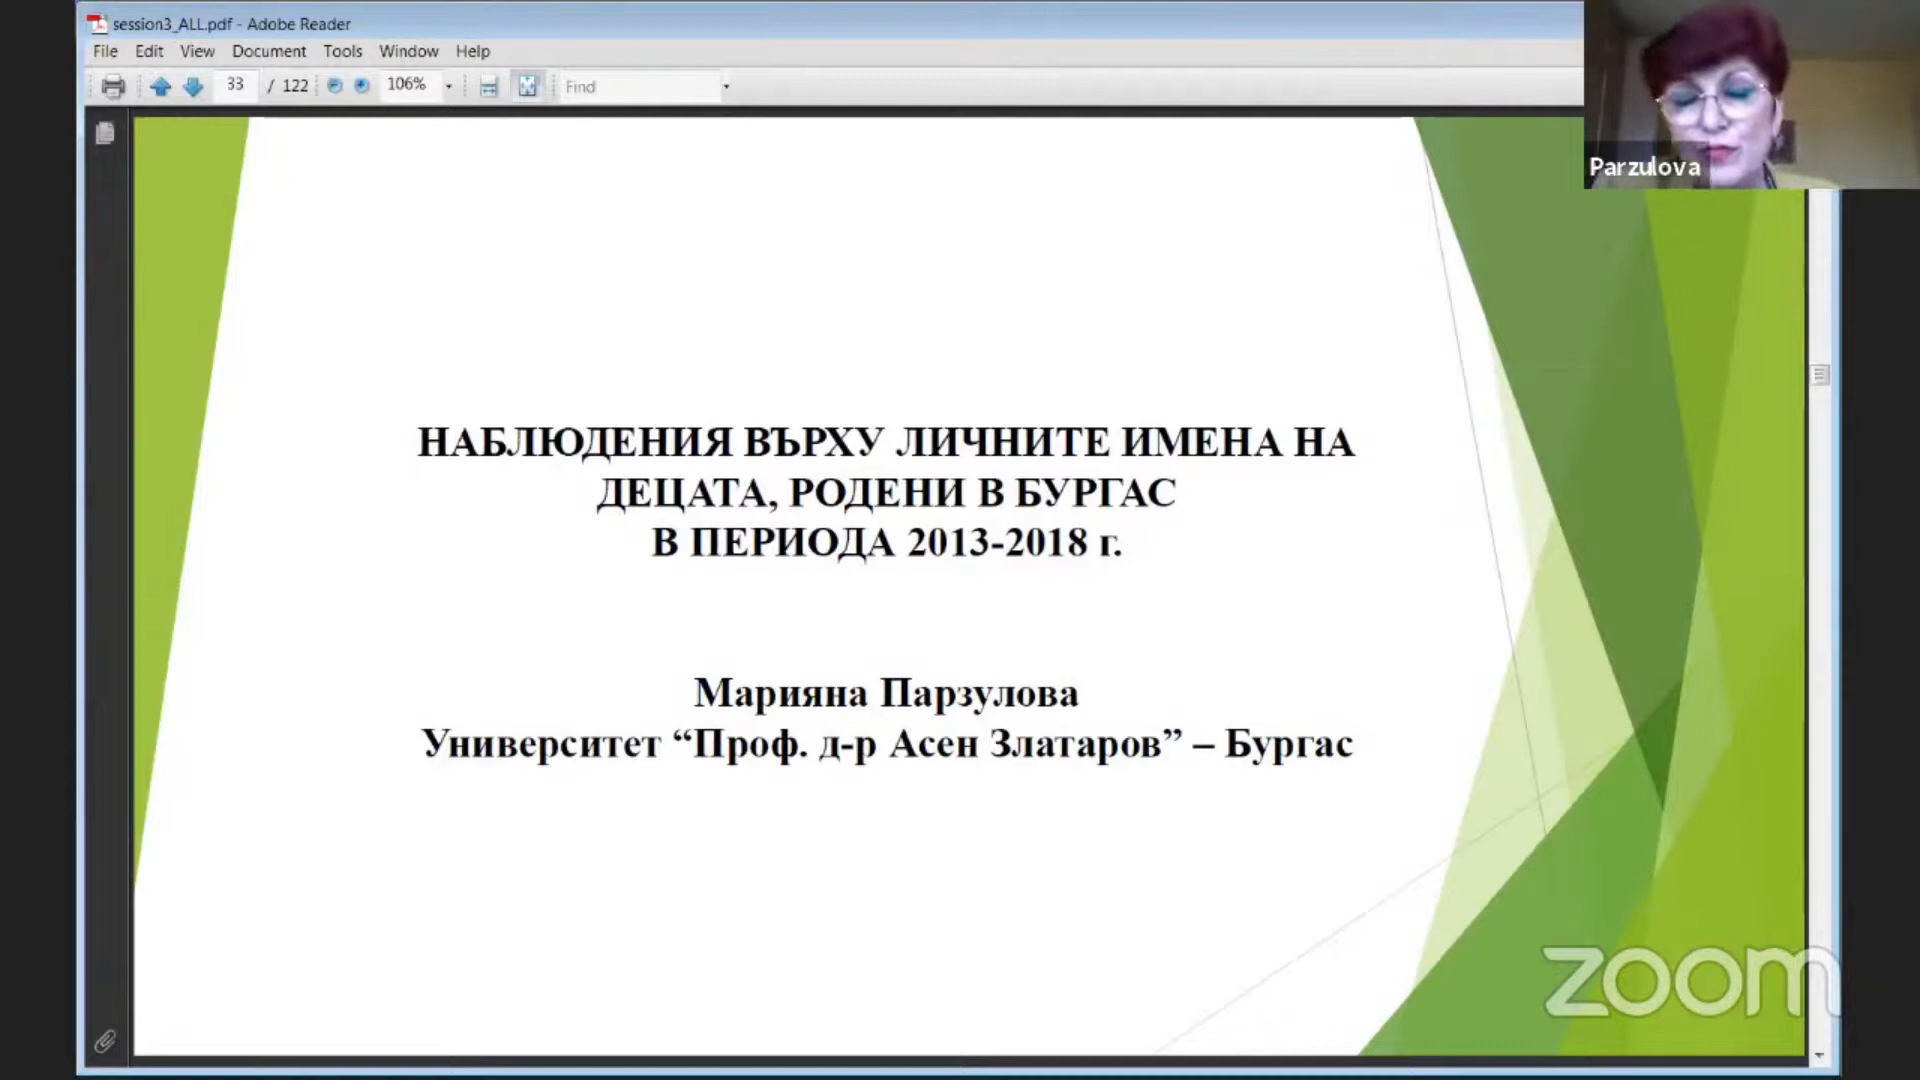 session3_ALL.pdf - Adobe Reader
File Edit View Document Tools Window Help
33 / 122 106% Find
Parzulova
НАБЛЮДЕНИЯ ВЪРХУ ЛИЧНИТЕ ИМЕНА НА
ДЕЦАТА, РОДЕНИ В БУРГАС
В ПЕРИОДА 2013-2018 г.
Марияна Парзулова
Университет “Проф. д-р Асен Златаров” – Бургас
zoom